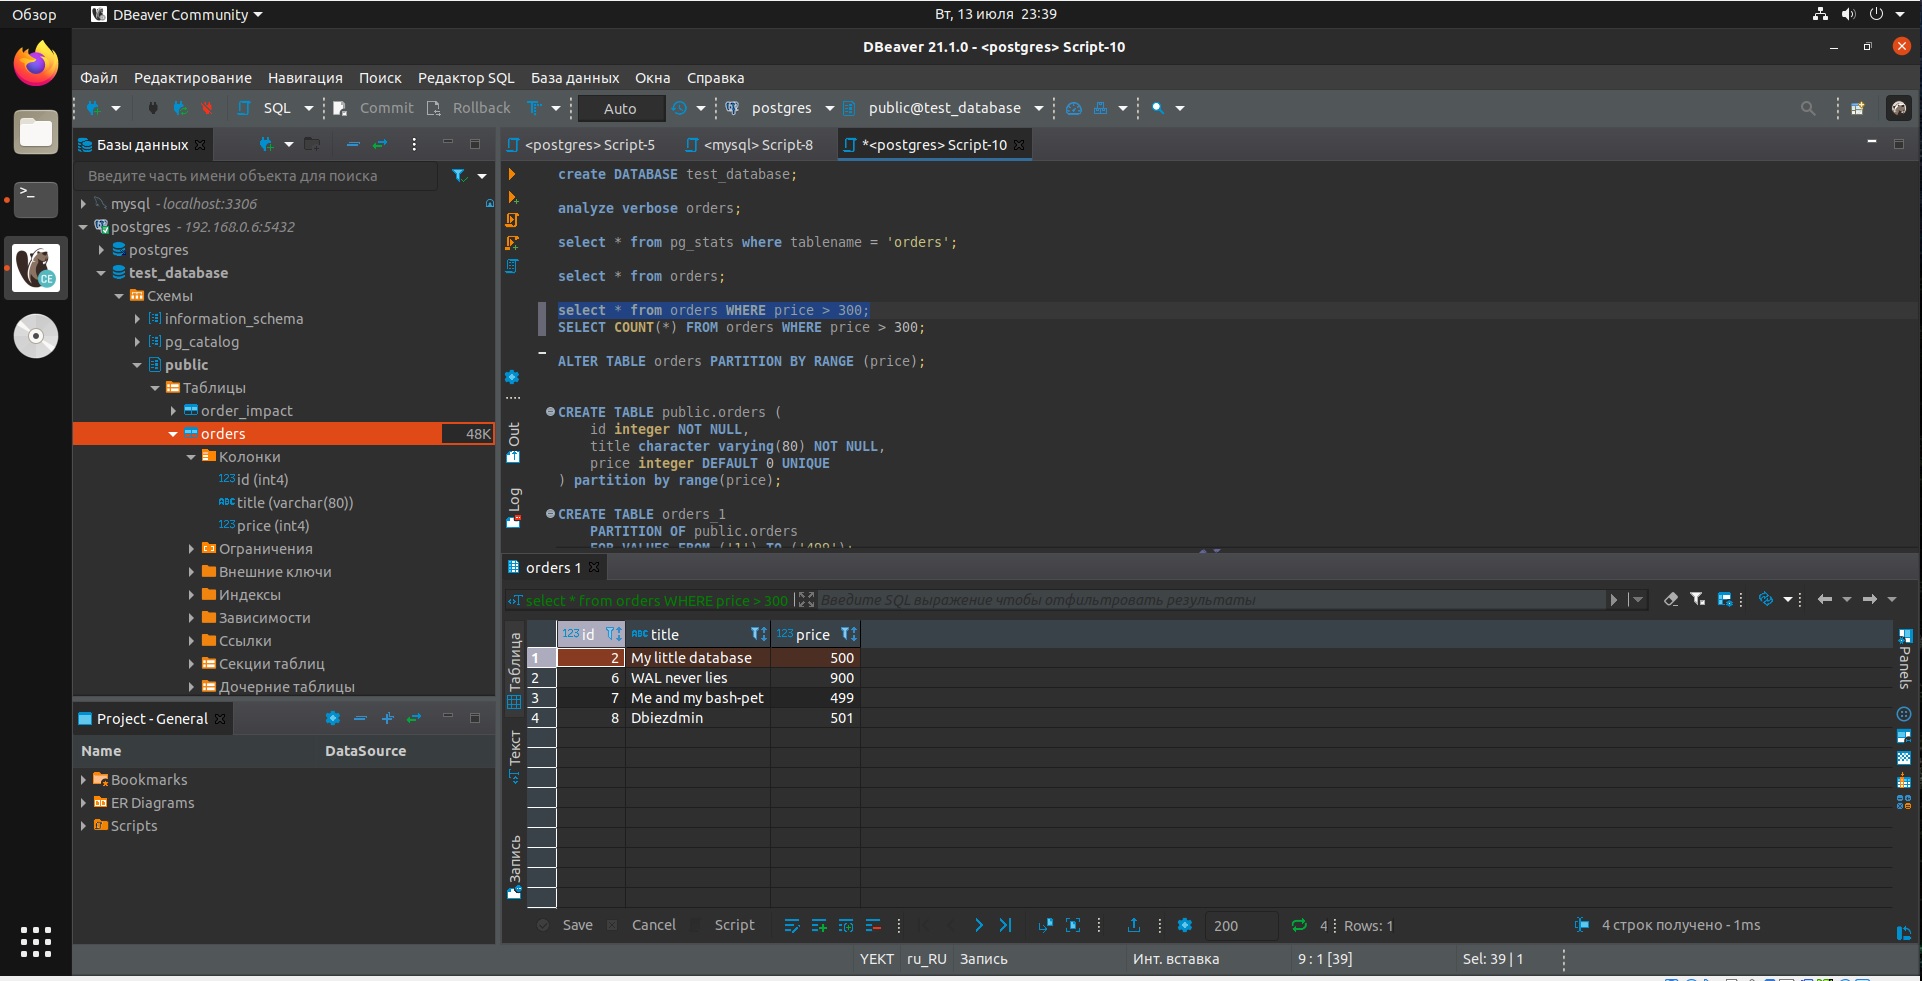 Обзор
DBeaver Community
Вт, 13 июля 23:39
DBeaver 21.1.0 - <postgres> Script-10
Файл Редактирование Навигация Поиск Редактор SQL База данных Окна Справка
SQL Commit Rollback Auto postgres public@test_database
Базы данных
Введите часть имени объекта для поиска
mysql - localhost:3306
postgres - 192.168.0.6:5432
postgres
test_database
Схемы
information_schema
pg_catalog
public
Таблицы
order_impact
orders 48K
Колонки
123 id (int4)
ABC title (varchar(80))
123 price (int4)
Ограничения
Внешние ключи
Индексы
Зависимости
Ссылки
Секции таблиц
Дочерние таблицы
Project - General
Name DataSource
Bookmarks
ER Diagrams
Scripts
<postgres> Script-5 <mysql> Script-8 *<postgres> Script-10
create DATABASE test_database;
analyze verbose orders;
select * from pg_stats where tablename = 'orders';
select * from orders;
select * from orders WHERE price > 300;
SELECT COUNT(*) FROM orders WHERE price > 300;
ALTER TABLE orders PARTITION BY RANGE (price);
CREATE TABLE public.orders (
id integer NOT NULL,
title character varying(80) NOT NULL,
price integer DEFAULT 0 UNIQUE
) partition by range(price);
CREATE TABLE orders_1
PARTITION OF public.orders
FOR VALUES FROM ('1') TO ('499');
Out
Log
orders 1
select * from orders WHERE price > 300 Введите SQL выражение чтобы отфильтровать результаты
Таблица
Текст
Запись
123 id ABC title 123 price
1 2 My little database 500
2 6 WAL never lies 900
3 7 Me and my bash-pet 499
4 8 Dbiezdmin 501
Panels
Save Cancel Script 200 4 Rows: 1 4 строк получено - 1ms
YEKT ru_RU Запись Инт. вставка 9 : 1 [39] Sel: 39 | 1
CE